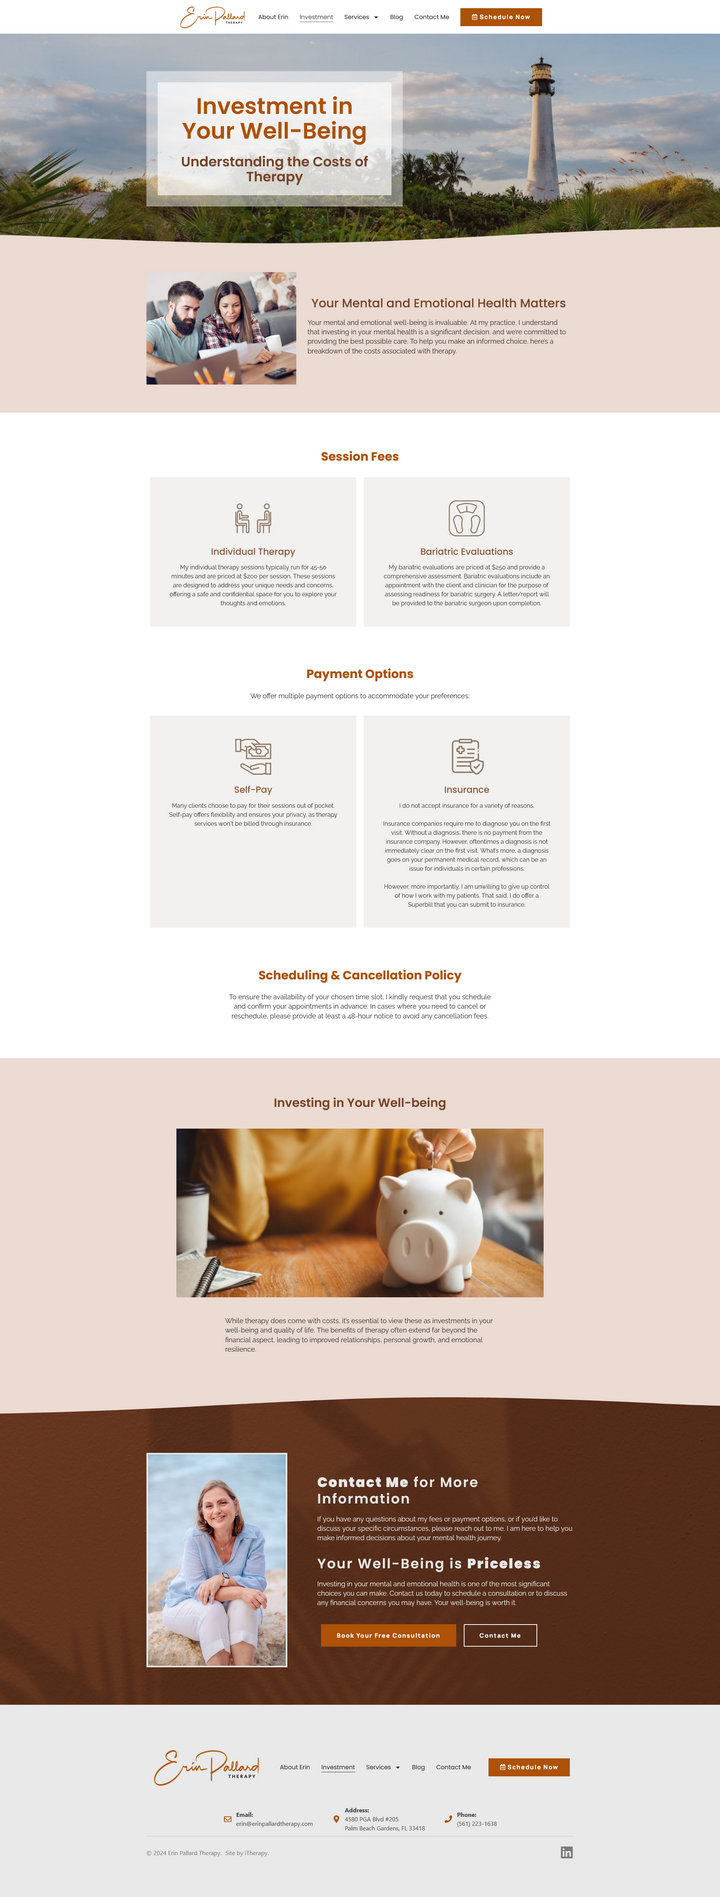 Erin Pallard
THERAPY
About Erin
Investment
Services
Blog
Contact Me
Schedule Now
Investment in
Your Well-Being
Understanding the Costs of
Therapy
Your Mental and Emotional Health Matters
Your mental and emotional well-being is invaluable. At my practice, I understand
that investing in your mental health is a significant decision, and we're committed to
providing the best possible care. To help you make an informed choice, here's a
breakdown of the costs associated with therapy.
Session Fees
Individual Therapy
My individual therapy sessions typically run for 45-50
minutes and are priced at $200 per session. These sessions
are designed to address your unique needs and concerns,
offering a safe and confidential space for you to explore your
thoughts and emotions.
Bariatric Evaluations
My bariatric evaluations are priced at $250 and provide a
comprehensive assessment. Bariatric evaluations include an
appointment with the client and clinician for the purpose of
assessing readiness for bariatric surgery. A letter/report will
be provided to the bariatric surgeon upon completion.
Payment Options
We offer multiple payment options to accommodate your preferences:
Self-Pay
Many clients choose to pay for their sessions out of pocket.
Self-pay offers flexibility and ensures your privacy, as therapy
services won't be billed through insurance.
Insurance
I do not accept insurance for a variety of reasons.
Insurance companies require me to diagnose you on the first
visit. Without a diagnosis, there is no payment from the
insurance company. However, oftentimes a diagnosis is not
immediately clear on the first visit. What's more, a diagnosis
goes on your permanent medical record, which can be an
issue for individuals in certain professions.
However, more importantly, I am unwilling to give up control
of how I work with my patients. That said, I do offer a
Superbill that you can submit to insurance.
Scheduling & Cancellation Policy
To ensure the availability of your chosen time slot, I kindly request that you schedule
and confirm your appointments in advance. In cases where you need to cancel or
reschedule, please provide at least a 48-hour notice to avoid any cancellation fees.
Investing in Your Well-being
While therapy does come with costs, it's essential to view these as investments in your
well-being and quality of life. The benefits of therapy often extend far beyond the
financial aspect, leading to improved relationships, personal growth, and emotional
resilience.
Contact Me for More
Information
If you have any questions about my fees or payment options, or if you'd like to
discuss your specific circumstances, please reach out to me. I am here to help you
make informed decisions about your mental health journey.
Your Well-Being is Priceless
Investing in your mental and emotional health is one of the most significant
choices you can make. Contact us today to schedule a consultation or to discuss
any financial concerns you may have. Your well-being is worth it.
Book Your Free Consultation
Contact Me
Erin Pallard
THERAPY
About Erin
Investment
Services
Blog
Contact Me
Schedule Now
Email:
erin@erinpallardtherapy.com
Address:
4580 PGA Blvd #205
Palm Beach Gardens, FL 33418
Phone:
(561) 223-1638
© 2024 Erin Pallard Therapy. Site by iTherapy.
in